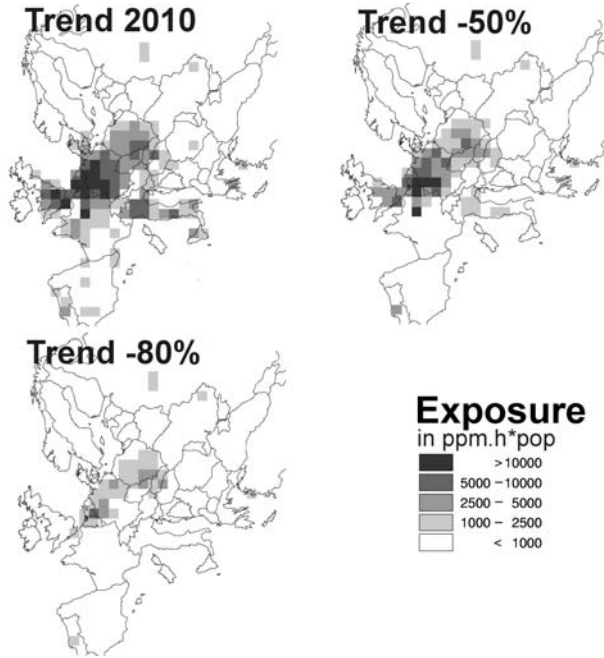 Trend 2010
Trend -50%
Trend -80%
Exposure
in ppm.h*pop
>10000
5000 –10000
2500 – 5000
1000 – 2500
< 1000